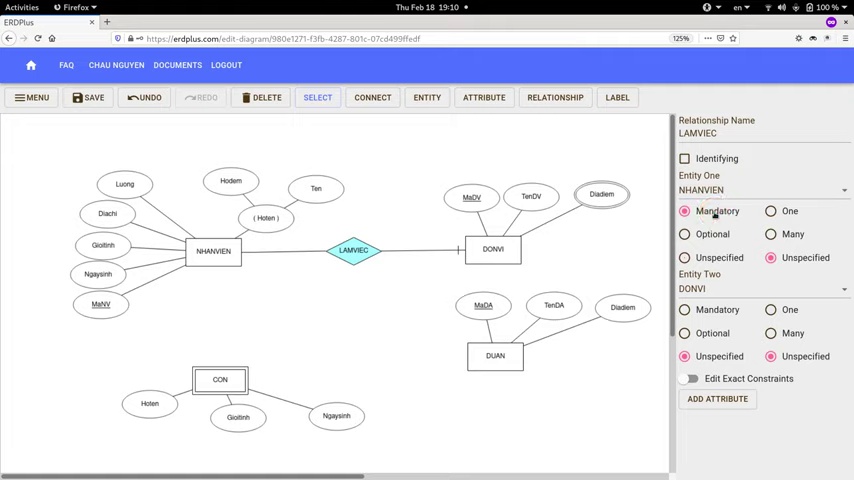 Activities Firefox Thu Feb 18 19:10 en 100 %
ERDPlus
https://erdplus.com/edit-diagram/980e1271-f3fb-4287-801c-07cd499ffedf 125%
FAQ CHAU NGUYEN DOCUMENTS LOGOUT
MENU SAVE UNDO REDO DELETE SELECT CONNECT ENTITY ATTRIBUTE RELATIONSHIP LABEL
Relationship Name
LAMVIEC
Identifying
Entity One
NHANVIEN
Mandatory One
Optional Many
Unspecified Unspecified
Entity Two
DONVI
Mandatory One
Optional Many
Unspecified Unspecified
Edit Exact Constraints
ADD ATTRIBUTE
Luong
Hodem
Ten
Diachi
( Hoten )
Gioitinh
NHANVIEN
Ngaysinh
MaNV
LAMVIEC
MaDV
TenDV
Diadiem
DONVI
MaDA
TenDA
Diadiem
DUAN
CON
Hoten
Gioitinh
Ngaysinh